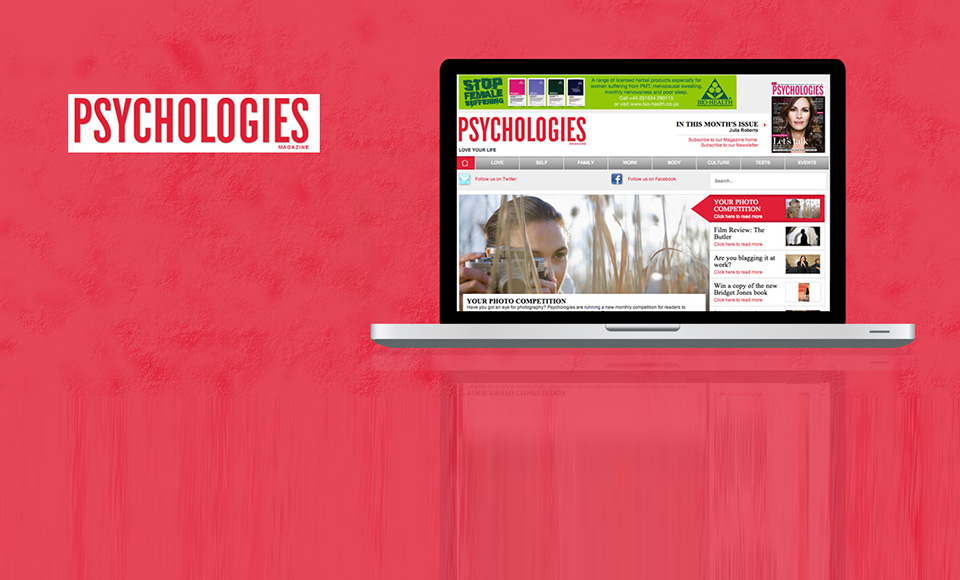 PSYCHOLOGIES
MAGAZINE
STOP
FEMALE
SUFFERING
A range of licensed herbal products especially for
women suffering from PMT, menopausal sweating,
monthly nervousness and poor sleep.
or visit www.bio-health.co.uk
BIO-HEALTH
PSYCHOLOGIES
Let's talk
PSYCHOLOGIES
MAGAZINE
LOVE YOUR LIFE
IN THIS MONTH'S ISSUE
Julia Roberts
Subscribe to our Magazine home
Subscribe to our Newsletter
LOVE
SELF
FAMILY
WORK
BODY
CULTURE
TESTS
EVENTS
Follow us on Twitter
Follow us on Facebook
Search...
YOUR PHOTO
COMPETITION
Click here to read more
Film Review: The
Butler
Click here to read more
Are you blagging it at
work?
Click here to read more
Win a copy of the new
Bridget Jones book
Click here to read more
YOUR PHOTO COMPETITION
Have you got an eye for photography? Psychologies are running a new monthly competition for readers to